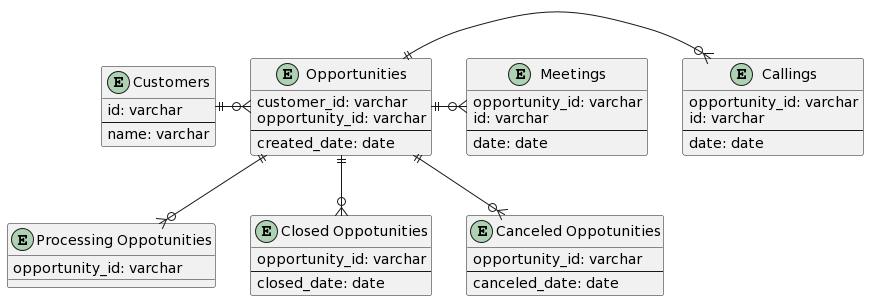 E Customers
id: varchar
name: varchar
E Opportunities
customer_id: varchar
opportunity_id: varchar
created_date: date
E Meetings
opportunity_id: varchar
id: varchar
date: date
E Callings
opportunity_id: varchar
id: varchar
date: date
E Processing Oppotunities
opportunity_id: varchar
E Closed Oppotunities
opportunity_id: varchar
closed_date: date
E Canceled Oppotunities
opportunity_id: varchar
canceled_date: date